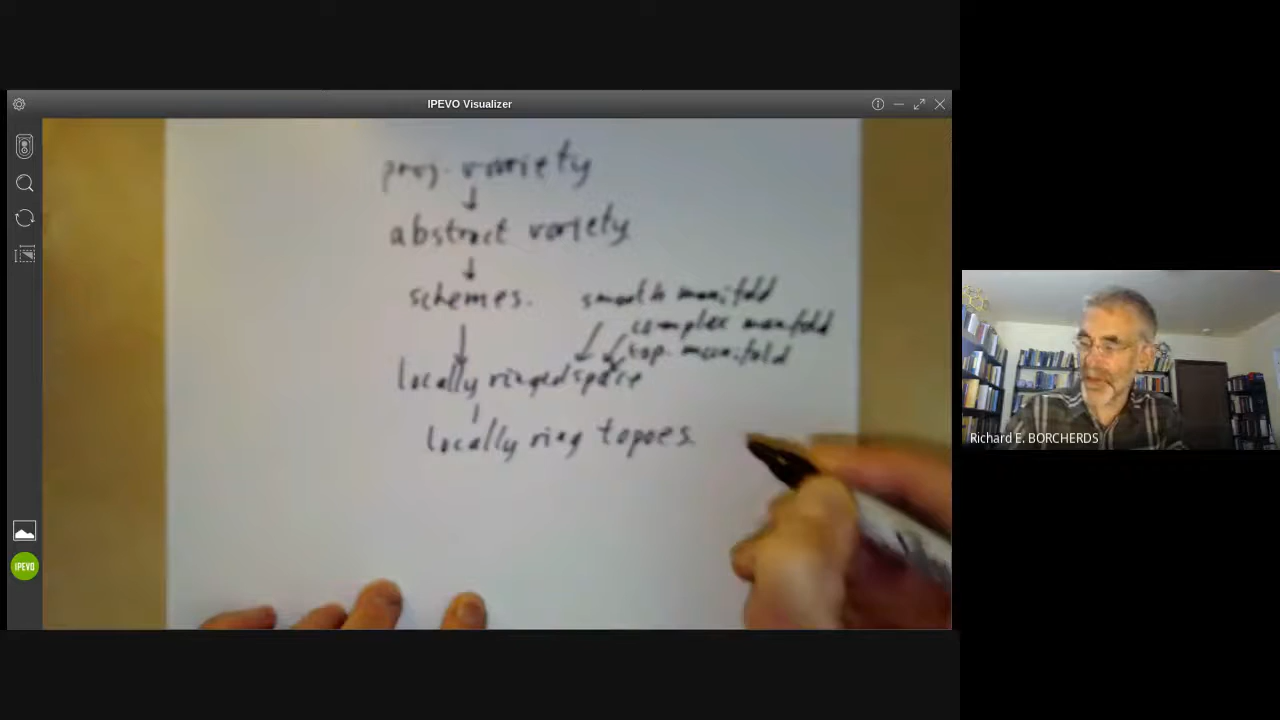 IPEVO Visualizer
proj. variety
↓
abstract variety
↓
schemes. smooth manifold
complex manifold
top. manifold
locally ringed space
locally ring topoes.
Richard E. BORCHERDS
IPEVO